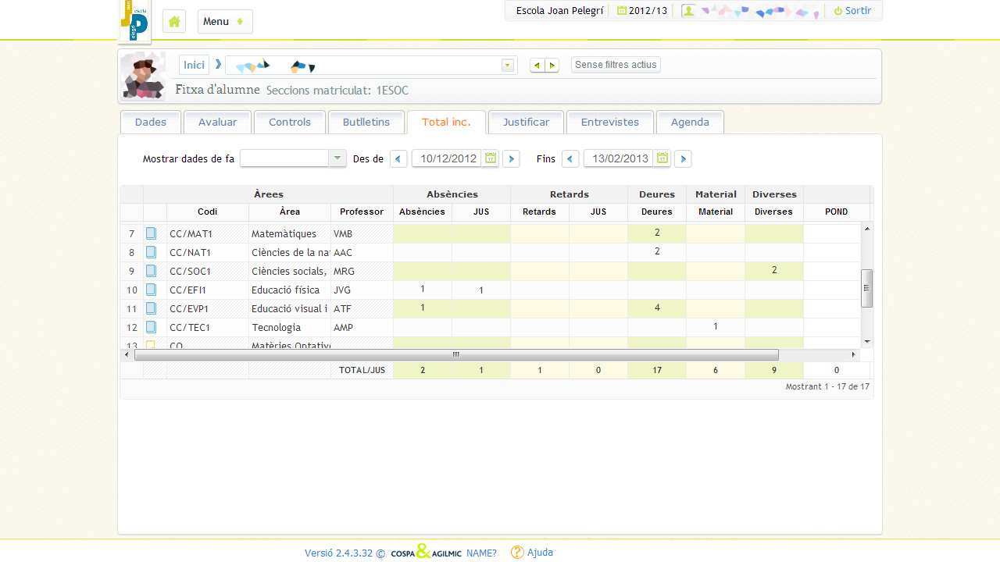 escola
Joan
pelegrí
Menu
Escola Joan Pelegrí
2012/13
Sortir
Inici
Sense filtres actius
Fitxa d'alumne Seccions matriculat: 1ESOC
Dades Avaluar Controls Butlletins Total inc. Justificar Entrevistes Agenda
Mostrar dades de fa Des de 10/12/2012 Fins 13/02/2013
Àrees Absències Retards Deures Material Diverses
Codi Àrea Professor Absències JUS Retards JUS Deures Material Diverses POND
7 CC/MAT1 Matemàtiques VMB 2
8 CC/NAT1 Ciències de la nat AAC 2
9 CC/SOC1 Ciències socials, MRG 2
10 CC/EFI1 Educació física JVG 1 1
11 CC/EVP1 Educació visual i ATF 1 4
12 CC/TEC1 Tecnologia AMP 1
13 CO Matèries Optative
TOTAL/JUS 2 1 1 0 17 6 9 0
Mostrant 1 - 17 de 17
Versió 2.4.3.32 © COSPA & AGILMIC NAME? Ajuda